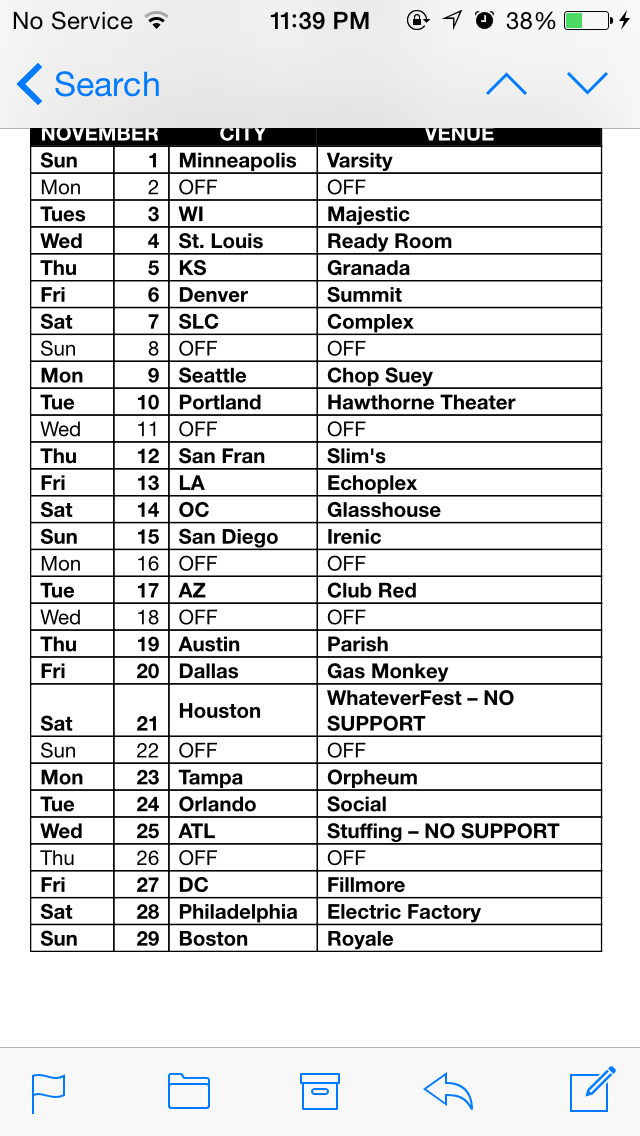 No Service 11:39 PM 38%
Search
NOVEMBER CITY VENUE
Sun 1 Minneapolis Varsity
Mon 2 OFF OFF
Tues 3 WI Majestic
Wed 4 St. Louis Ready Room
Thu 5 KS Granada
Fri 6 Denver Summit
Sat 7 SLC Complex
Sun 8 OFF OFF
Mon 9 Seattle Chop Suey
Tue 10 Portland Hawthorne Theater
Wed 11 OFF OFF
Thu 12 San Fran Slim's
Fri 13 LA Echoplex
Sat 14 OC Glasshouse
Sun 15 San Diego Irenic
Mon 16 OFF OFF
Tue 17 AZ Club Red
Wed 18 OFF OFF
Thu 19 Austin Parish
Fri 20 Dallas Gas Monkey
Sat 21 Houston WhateverFest – NO
SUPPORT
Sun 22 OFF OFF
Mon 23 Tampa Orpheum
Tue 24 Orlando Social
Wed 25 ATL Stuffing – NO SUPPORT
Thu 26 OFF OFF
Fri 27 DC Fillmore
Sat 28 Philadelphia Electric Factory
Sun 29 Boston Royale